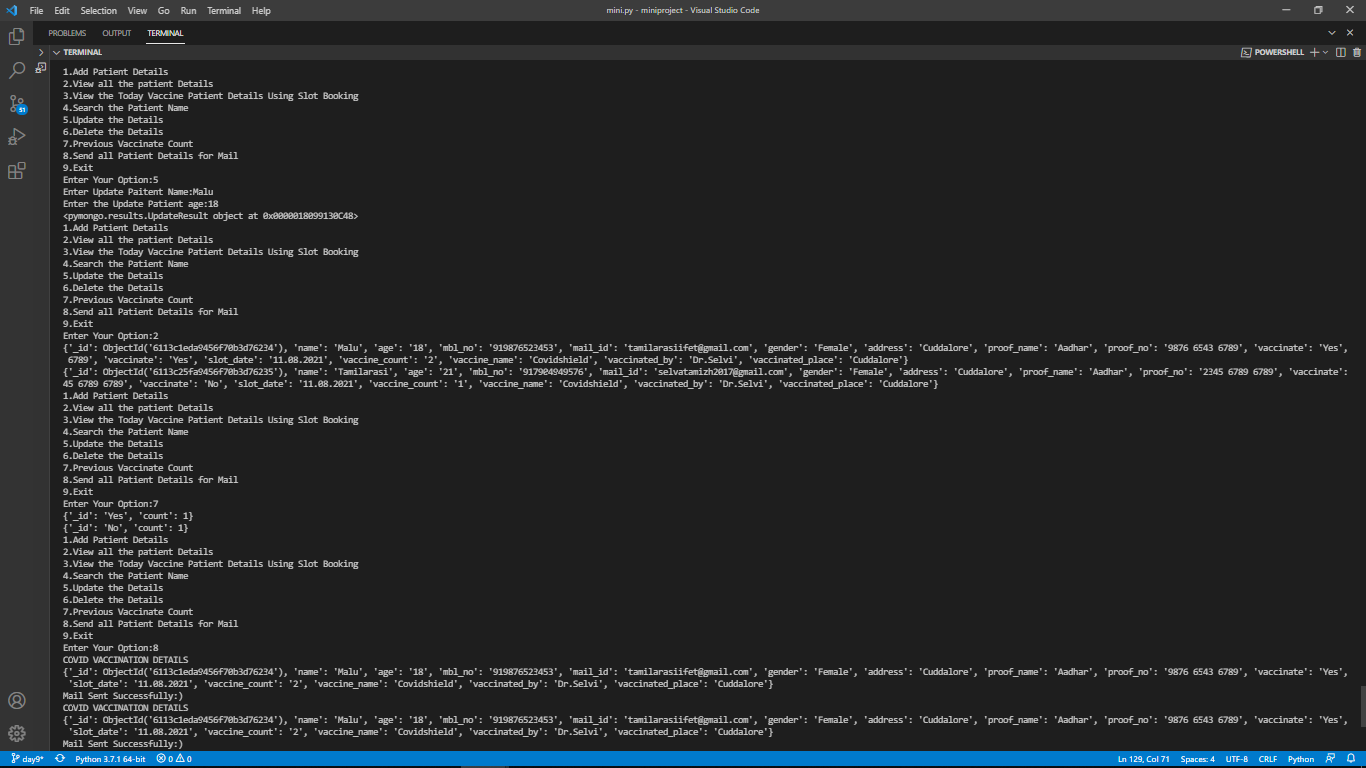 File Edit Selection View Go Run Terminal Help
mini.py - miniproject - Visual Studio Code
PROBLEMS OUTPUT TERMINAL
TERMINAL
POWERSHELL
51
1.Add Patient Details
2.View all the patient Details
3.View the Today Vaccine Patient Details Using Slot Booking
4.Search the Patient Name
5.Update the Details
6.Delete the Details
7.Previous Vaccinate Count
8.Send all Patient Details for Mail
9.Exit
Enter Your Option:5
Enter Update Paitent Name:Malu
Enter the Update Patient age:18
<pymongo.results.UpdateResult object at 0x0000018099130C48>
1.Add Patient Details
2.View all the patient Details
3.View the Today Vaccine Patient Details Using Slot Booking
4.Search the Patient Name
5.Update the Details
6.Delete the Details
7.Previous Vaccinate Count
8.Send all Patient Details for Mail
9.Exit
Enter Your Option:2
{'_id': ObjectId('6113c1eda9456f70b3d76234'), 'name': 'Malu', 'age': '18', 'mbl_no': '919876523453', 'mail_id': 'tamilarasiifet@gmail.com', 'gender': 'Female', 'address': 'Cuddalore', 'proof_name': 'Aadhar', 'proof_no': '9876 6543 6789', 'vaccinate': 'Yes',
6789', 'vaccinate': 'Yes', 'slot_date': '11.08.2021', 'vaccine_count': '2', 'vaccine_name': 'Covidshield', 'vaccinated_by': 'Dr.Selvi', 'vaccinated_place': 'Cuddalore'}
{'_id': ObjectId('6113c25fa9456f70b3d76235'), 'name': 'Tamilarasi', 'age': '21', 'mbl_no': '917904949576', 'mail_id': 'selvatamizh2017@gmail.com', 'gender': 'Female', 'address': 'Cuddalore', 'proof_name': 'Aadhar', 'proof_no': '2345 6789 6789', 'vaccinate':
45 6789 6789', 'vaccinate': 'No', 'slot_date': '11.08.2021', 'vaccine_count': '1', 'vaccine_name': 'Covidshield', 'vaccinated_by': 'Dr.Selvi', 'vaccinated_place': 'Cuddalore'}
1.Add Patient Details
2.View all the patient Details
3.View the Today Vaccine Patient Details Using Slot Booking
4.Search the Patient Name
5.Update the Details
6.Delete the Details
7.Previous Vaccinate Count
8.Send all Patient Details for Mail
9.Exit
Enter Your Option:7
{'_id': 'Yes', 'count': 1}
{'_id': 'No', 'count': 1}
1.Add Patient Details
2.View all the patient Details
3.View the Today Vaccine Patient Details Using Slot Booking
4.Search the Patient Name
5.Update the Details
6.Delete the Details
7.Previous Vaccinate Count
8.Send all Patient Details for Mail
9.Exit
Enter Your Option:8
COVID VACCINATION DETAILS
{'_id': ObjectId('6113c1eda9456f70b3d76234'), 'name': 'Malu', 'age': '18', 'mbl_no': '919876523453', 'mail_id': 'tamilarasiifet@gmail.com', 'gender': 'Female', 'address': 'Cuddalore', 'proof_name': 'Aadhar', 'proof_no': '9876 6543 6789', 'vaccinate': 'Yes',
'slot_date': '11.08.2021', 'vaccine_count': '2', 'vaccine_name': 'Covidshield', 'vaccinated_by': 'Dr.Selvi', 'vaccinated_place': 'Cuddalore'}
Mail Sent Successfully:)
COVID VACCINATION DETAILS
{'_id': ObjectId('6113c1eda9456f70b3d76234'), 'name': 'Malu', 'age': '18', 'mbl_no': '919876523453', 'mail_id': 'tamilarasiifet@gmail.com', 'gender': 'Female', 'address': 'Cuddalore', 'proof_name': 'Aadhar', 'proof_no': '9876 6543 6789', 'vaccinate': 'Yes',
'slot_date': '11.08.2021', 'vaccine_count': '2', 'vaccine_name': 'Covidshield', 'vaccinated_by': 'Dr.Selvi', 'vaccinated_place': 'Cuddalore'}
Mail Sent Successfully:)
day9* Python 3.7.1 64-bit 0 0 Ln 129, Col 71 Spaces: 4 UTF-8 CRLF Python